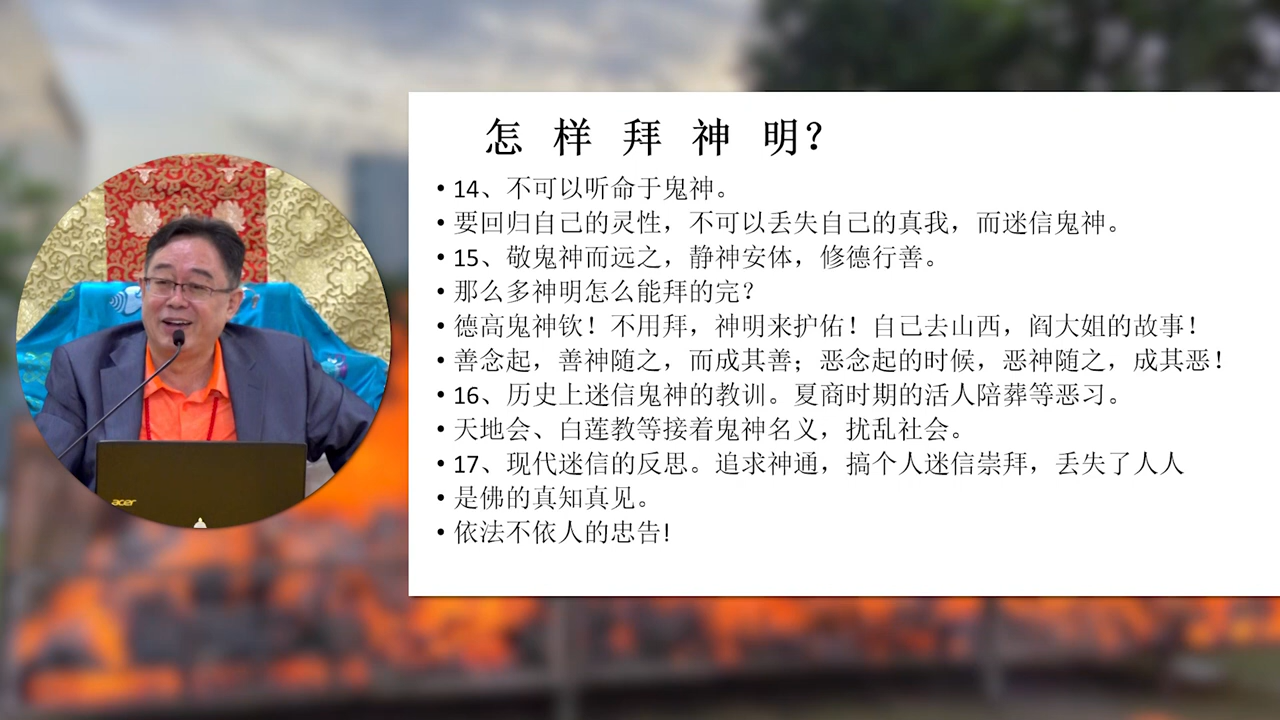 怎 样 拜 神 明？
• 14、不可以听命于鬼神。
• 要回归自己的灵性，不可以丢失自己的真我，而迷信鬼神。
• 15、敬鬼神而远之，静神安体，修德行善。
• 那么多神明怎么能拜的完？
• 德高鬼神钦！不用拜，神明来护佑！自己去山西，阎大姐的故事！
• 善念起，善神随之，而成其善；恶念起的时候，恶神随之，成其恶！
• 16、历史上迷信鬼神的教训。夏商时期的活人陪葬等恶习。
• 天地会、白莲教等接着鬼神名义，扰乱社会。
• 17、现代迷信的反思。追求神通，搞个人迷信崇拜，丢失了人人
• 是佛的真知真见。
• 依法不依人的忠告!
acer